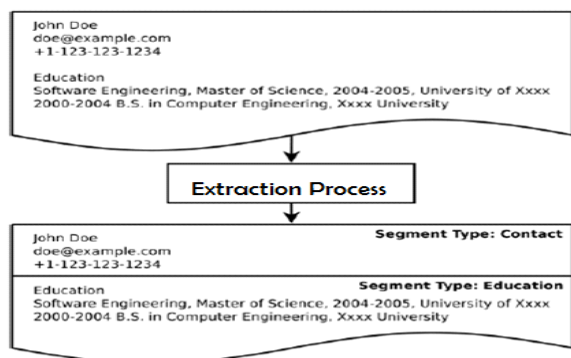 John Doe
doe@example.com
+1-123-123-1234
Education
Software Engineering, Master of Science, 2004-2005, University of Xxxx
2000-2004 B.S. in Computer Engineering, Xxxx University
Extraction Process
Segment Type: Contact
John Doe
doe@example.com
+1-123-123-1234
Segment Type: Education
Education
Software Engineering, Master of Science, 2004-2005, University of Xxxx
2000-2004 B.S. in Computer Engineering, Xxxx University